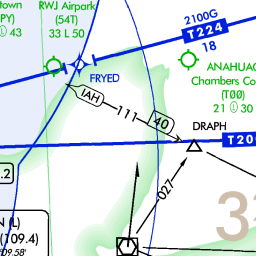 town
PY)
43
RWJ Airpark
(54T)
33 L 50
2100G
T224
18
FRYED
ANAHUAC
Chambers Co
(T00)
21 30
IAH
111
40
DRAPH
T20
.2
027
3
N (L)
(109.4)
°09.58'